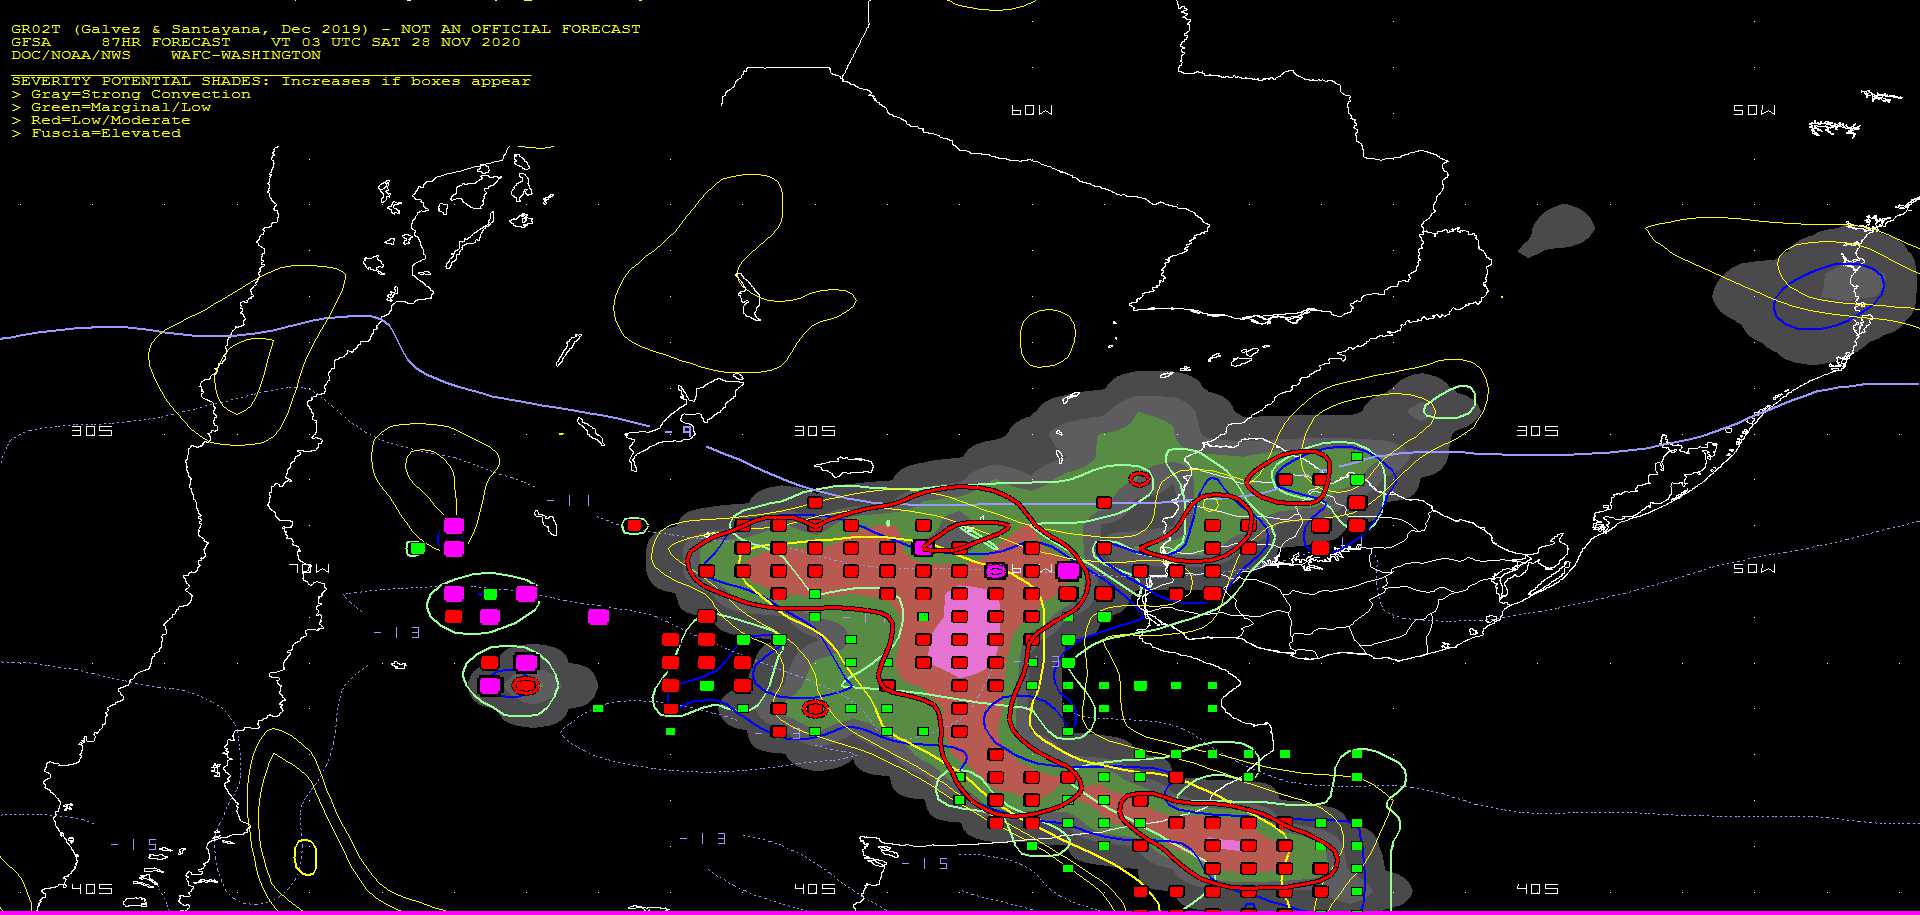 GR02T (Galvez & Santayana, Dec 2019) – NOT AN OFFICIAL FORECAST
GFSA 87HR FORECAST VT 03 UTC SAT 28 NOV 2020
DOC/NOAA/NWS WAFC–WASHINGTON
SEVERITY POTENTIAL SHADES: Increases if boxes appear
> Gray=Strong Convection
> Green=Marginal/Low
> Red=Low/Moderate
> Fuscia=Elevated
60W
50W
30S
30S
30S
-9
-11
70W
50W
-13
-13
-15
-15
40S
40S
40S